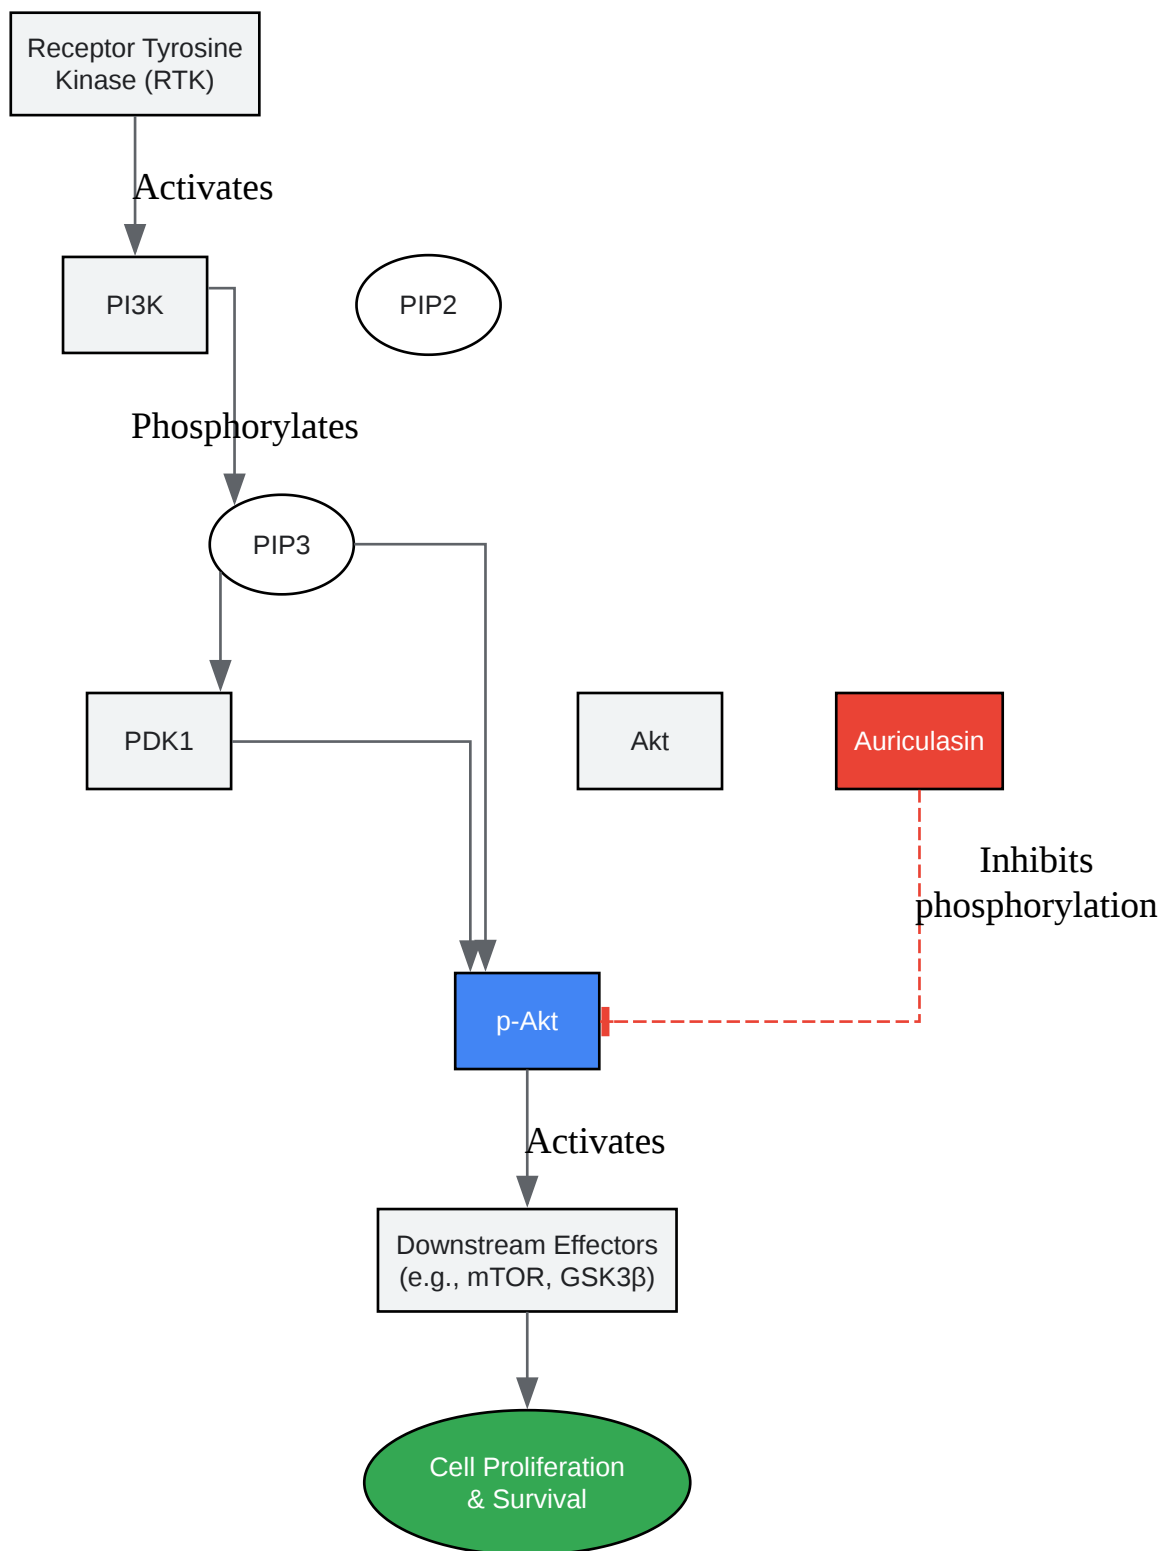 Receptor Tyrosine
Kinase (RTK)
Activates
PI3K
PIP2
Phosphorylates
PIP3
PDK1
Akt
Auriculasin
Inhibits
phosphorylation
p-Akt
Activates
Downstream Effectors
(e.g., mTOR, GSK3β)
Cell Proliferation
& Survival